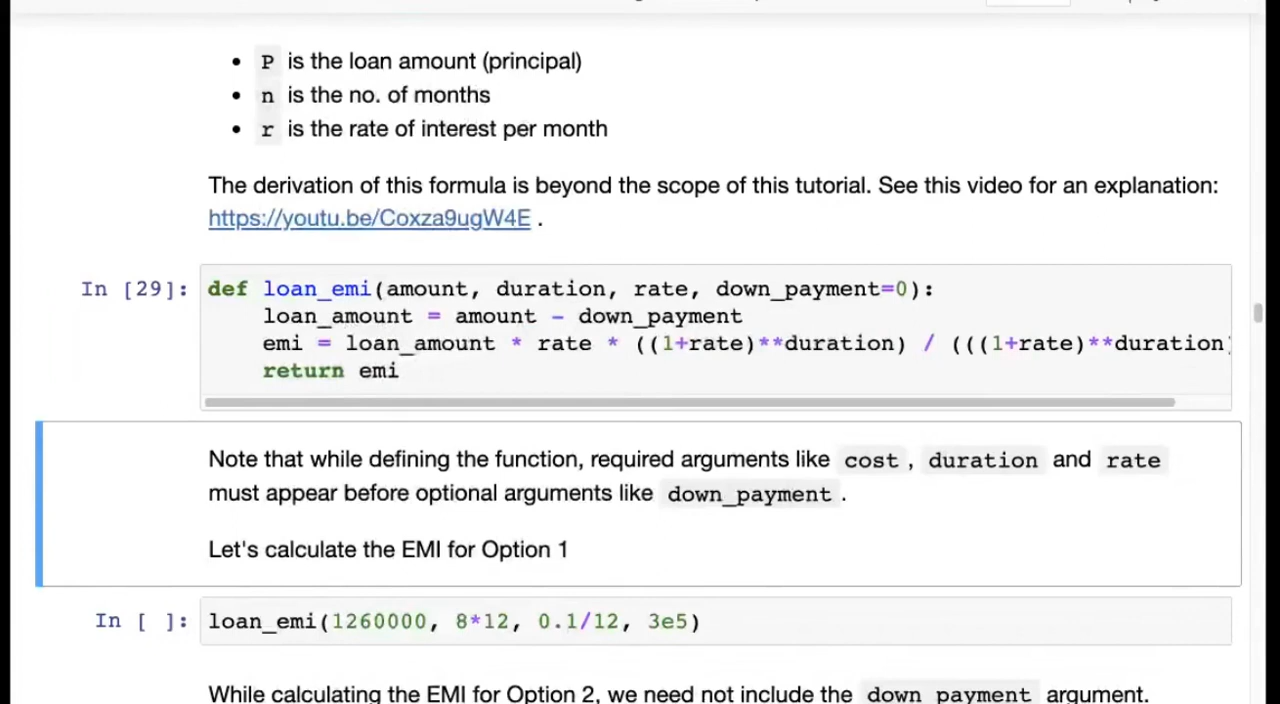 • P is the loan amount (principal)
• n is the no. of months
• r is the rate of interest per month
The derivation of this formula is beyond the scope of this tutorial. See this video for an explanation:
https://youtu.be/Coxza9ugW4E .
In [29]: def loan_emi(amount, duration, rate, down_payment=0):
loan_amount = amount - down_payment
emi = loan_amount * rate * ((1+rate)**duration) / (((1+rate)**duration)
return emi
Note that while defining the function, required arguments like cost , duration and rate
must appear before optional arguments like down_payment .
Let's calculate the EMI for Option 1
In [ ]: loan_emi(1260000, 8*12, 0.1/12, 3e5)
While calculating the EMI for Option 2, we need not include the down_payment argument.